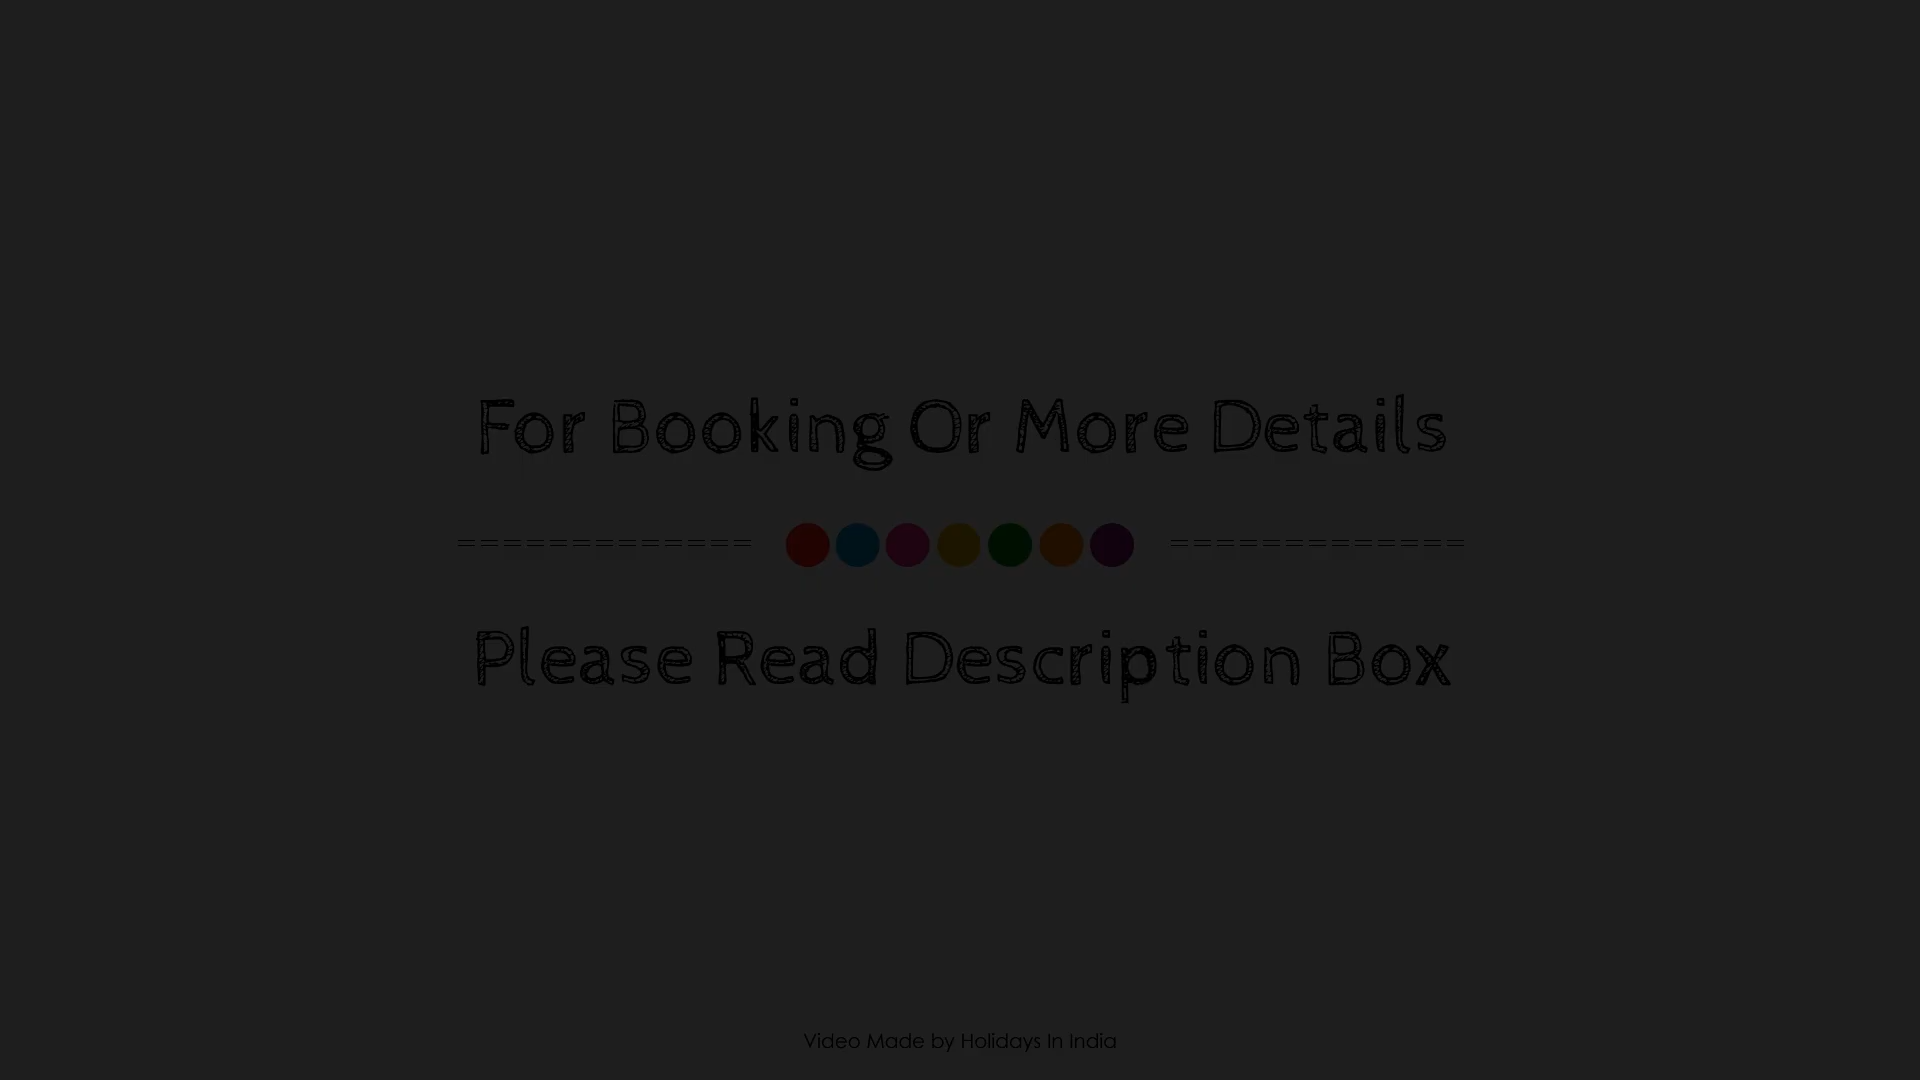 For Booking Or More Details
============= =============
Please Read Description Box
Video Made by Holidays In India